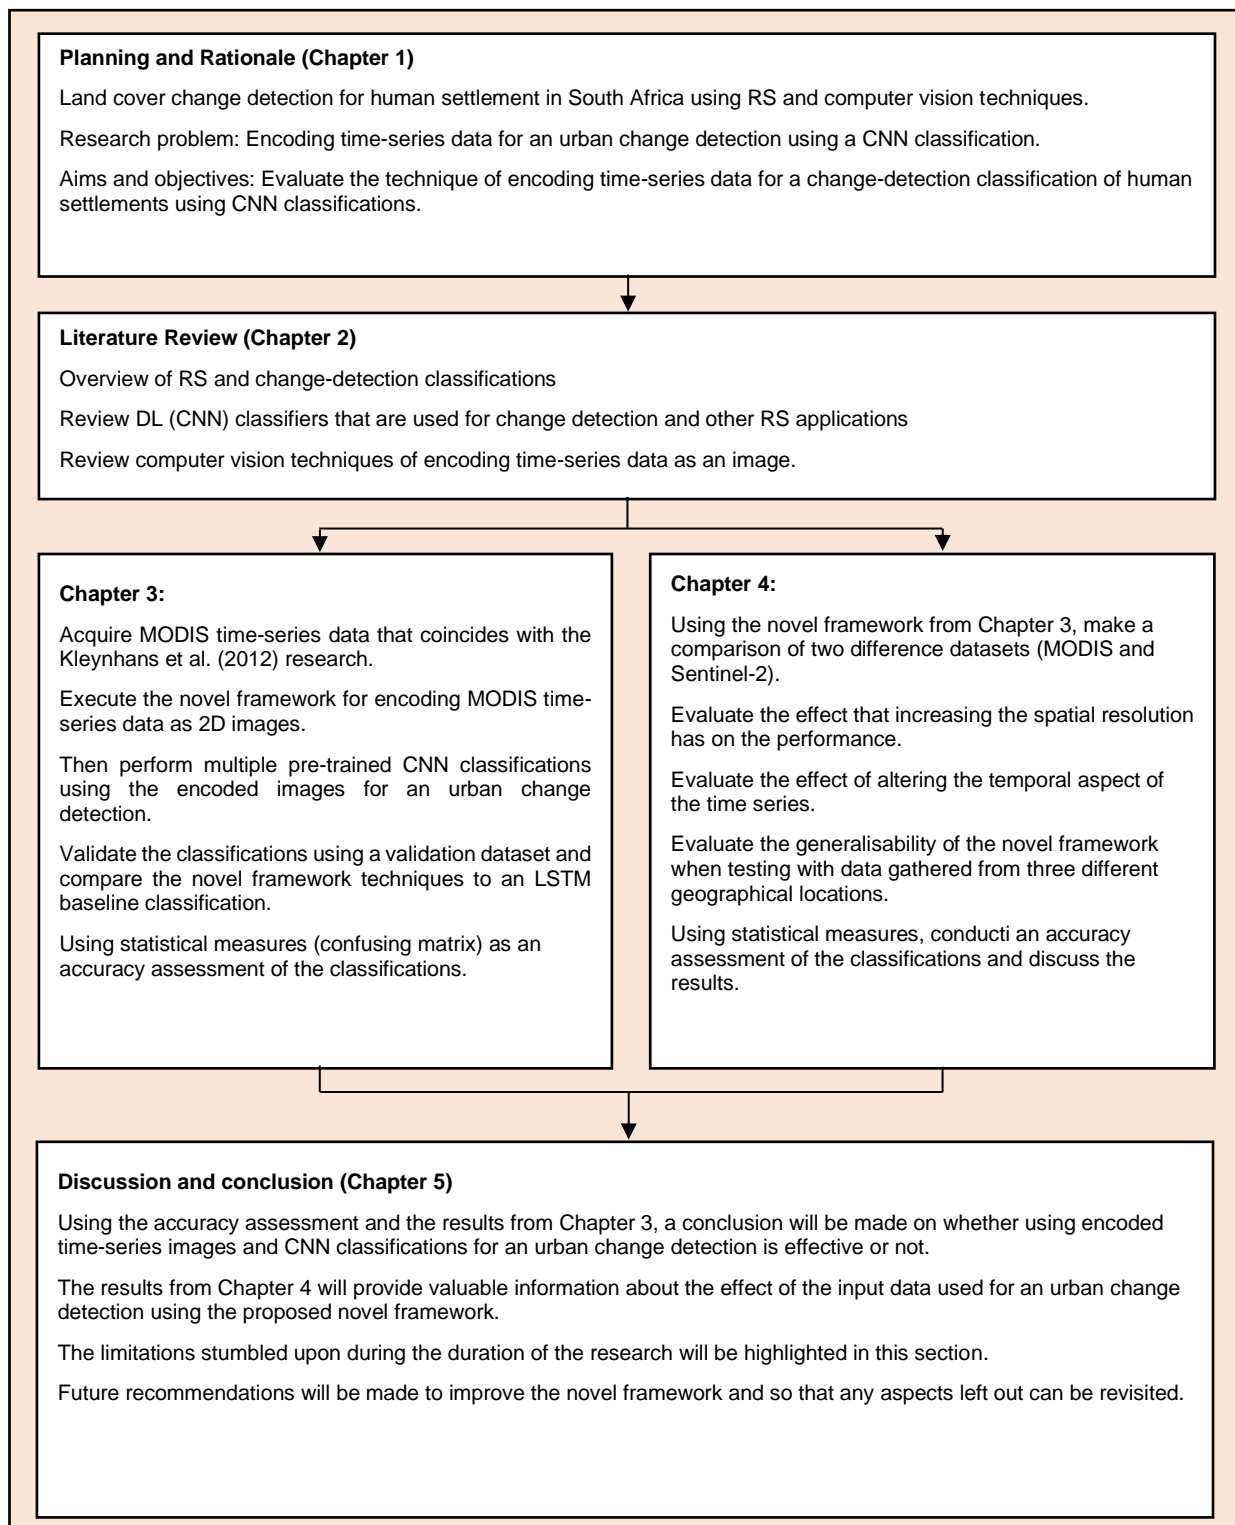 Planning and Rationale (Chapter 1)
Land cover change detection for human settlement in South Africa using RS and computer vision techniques.
Research problem: Encoding time-series data for an urban change detection using a CNN classification.
Aims and objectives: Evaluate the technique of encoding time-series data for a change-detection classification of human
settlements using CNN classifications.
Literature Review (Chapter 2)
Overview of RS and change-detection classifications
Review DL (CNN) classifiers that are used for change detection and other RS applications
Review computer vision techniques of encoding time-series data as an image.
Chapter 3:
Acquire MODIS time-series data that coincides with the
Kleynhans et al. (2012) research.
Execute the novel framework for encoding MODIS time-
series data as 2D images.
Then perform multiple pre-trained CNN classifications
using the encoded images for an urban change
detection.
Validate the classifications using a validation dataset and
compare the novel framework techniques to an LSTM
baseline classification.
Using statistical measures (confusing matrix) as an
accuracy assessment of the classifications.
Chapter 4:
Using the novel framework from Chapter 3, make a
comparison of two difference datasets (MODIS and
Sentinel-2).
Evaluate the effect that increasing the spatial resolution
has on the performance.
Evaluate the effect of altering the temporal aspect of
the time series.
Evaluate the generalisability of the novel framework
when testing with data gathered from three different
geographical locations.
Using statistical measures, conducti an accuracy
assessment of the classifications and discuss the
results.
Discussion and conclusion (Chapter 5)
Using the accuracy assessment and the results from Chapter 3, a conclusion will be made on whether using encoded
time-series images and CNN classifications for an urban change detection is effective or not.
The results from Chapter 4 will provide valuable information about the effect of the input data used for an urban change
detection using the proposed novel framework.
The limitations stumbled upon during the duration of the research will be highlighted in this section.
Future recommendations will be made to improve the novel framework and so that any aspects left out can be revisited.